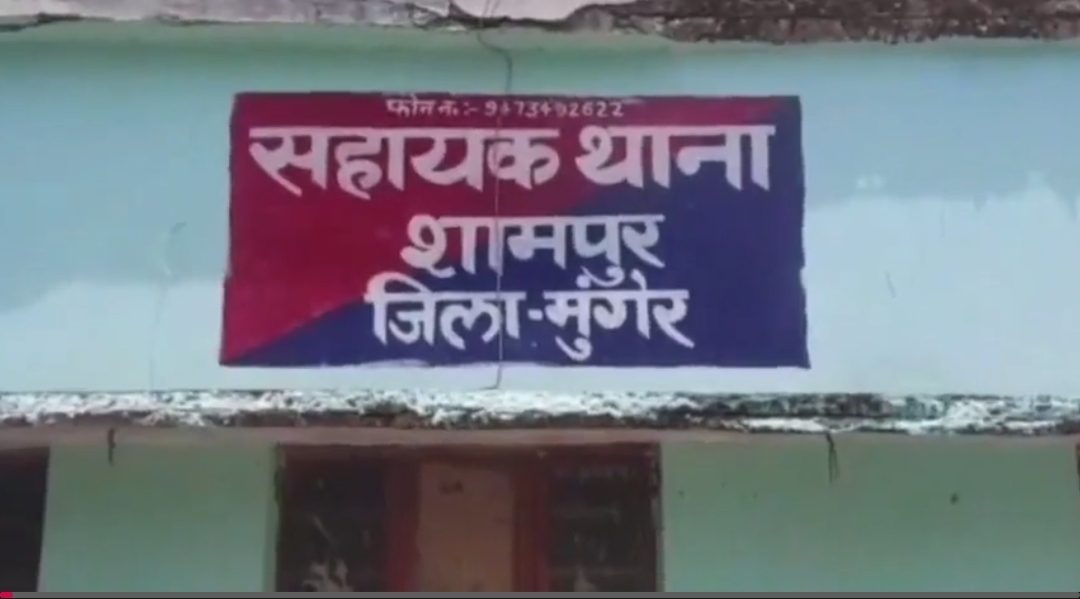 फोन नं.:- 9473492622
सहायक थाना
शामपुर
जिला-मुंगेर